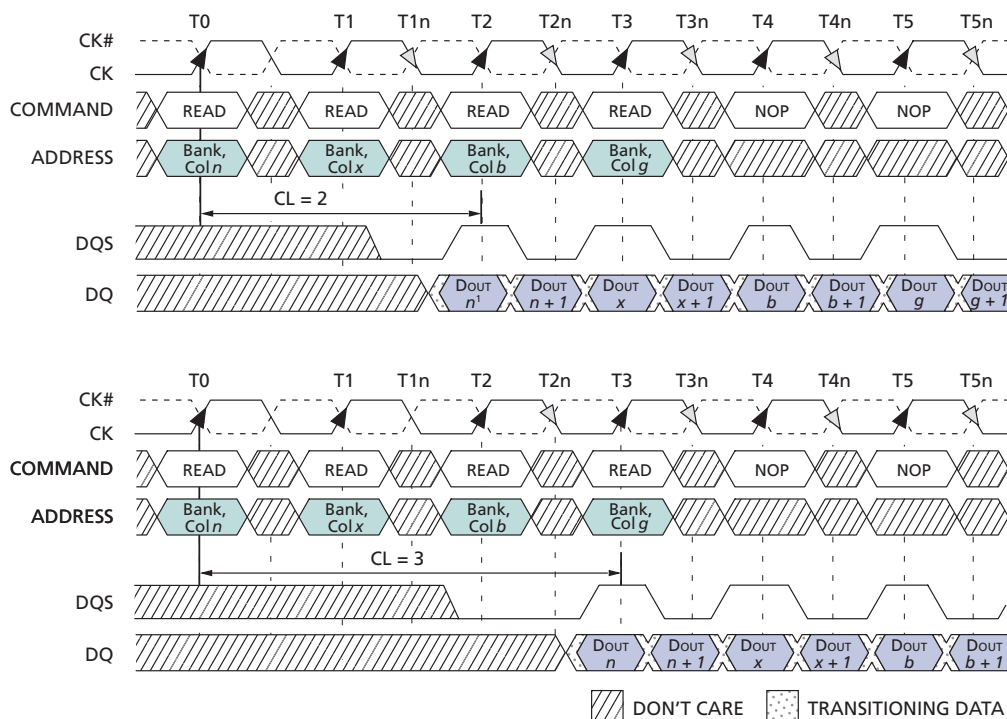 T0 T1 T1n T2 T2n T3 T3n T4 T4n T5 T5n
CK#
CK
COMMAND READ READ READ READ NOP NOP
ADDRESS Bank, Col n Bank, Col x Bank, Col b Bank, Col g
CL = 2
DQS
DQ DOUT n¹ DOUT n + 1 DOUT x DOUT x + 1 DOUT b DOUT b + 1 DOUT g DOUT g + 1
T0 T1 T1n T2 T2n T3 T3n T4 T4n T5 T5n
CK#
CK
COMMAND READ READ READ READ NOP NOP
ADDRESS Bank, Col n Bank, Col x Bank, Col b Bank, Col g
CL = 3
DQS
DQ DOUT n DOUT n + 1 DOUT x DOUT x + 1 DOUT b DOUT b + 1
DON'T CARE TRANSITIONING DATA